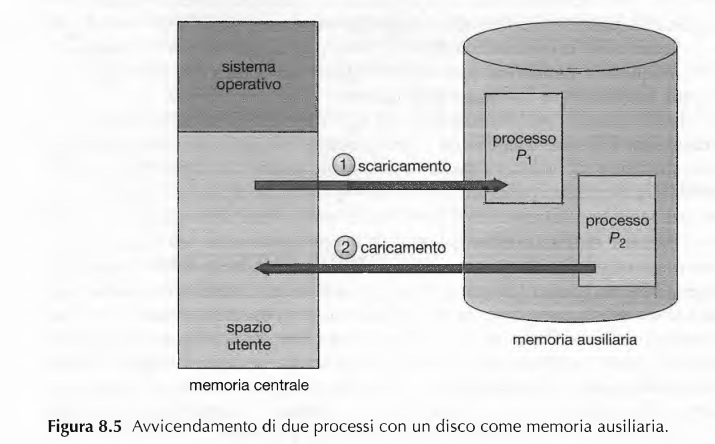 sistema
operativo
processo
P1
1 scaricamento
processo
P2
2 caricamento
spazio
utente
memoria ausiliaria
memoria centrale
Figura 8.5 Avvicendamento di due processi con un disco come memoria ausiliaria.